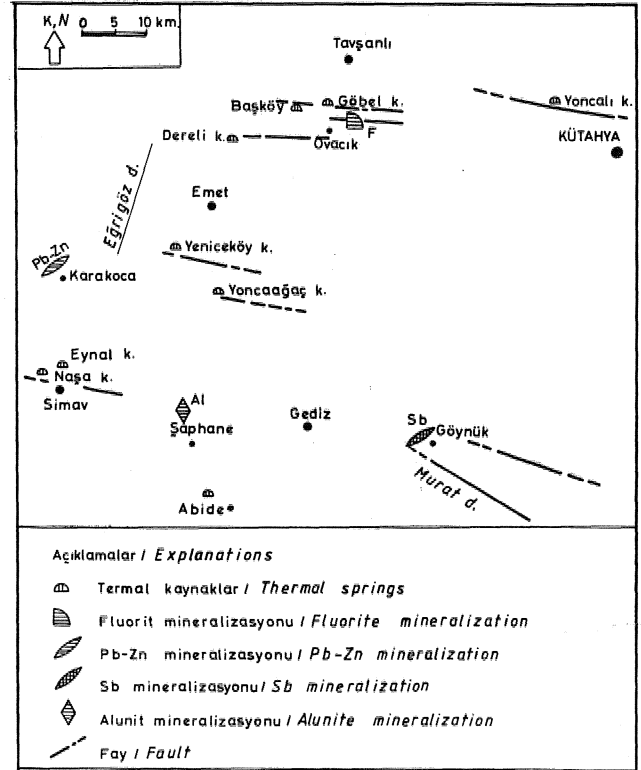 K, N 0 5 10 km.
Tavşanlı
Başköy Göbel k. Yoncalı k.
F
Dereli k. Ovacık KÜTAHYA
Eğrigöz d.
Emet
Pb-Zn Yeniceköy k.
Karakoca
Yoncaağaç k.
Eynal k.
Naşa k.
Simav
Al
Şaphane
Gediz
Sb
Göynük
Murat d.
Abide
Açıklamalar / Explanations
Termal kaynaklar / Thermal springs
Fluorit mineralizasyonu / Fluorite mineralization
Pb-Zn mineralizasyonu / Pb-Zn mineralization
Sb mineralizasyonu / Sb mineralization
Alunit mineralizasyonu / Alunite mineralization
Fay / Fault